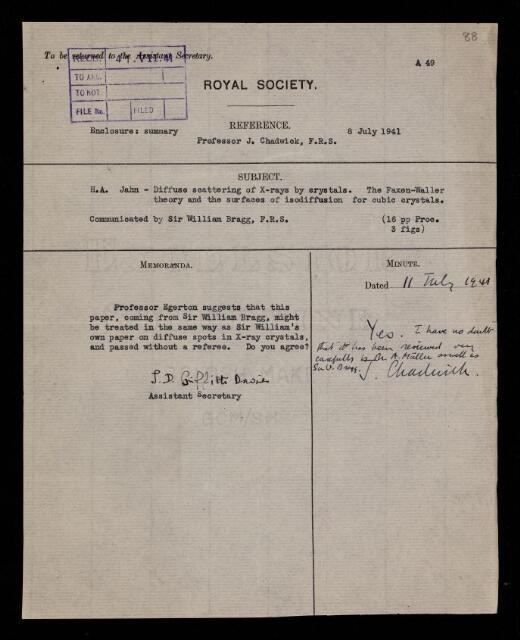 88
To be returned to the Assistant Secretary.
A 49
TO ANS.
TO NOT.
FILE No.
FILED
ROYAL SOCIETY.
REFERENCE.
Enclosure: summary
8 July 1941
Professor J. Chadwick, F.R.S.
SUBJECT.
H.A. Jahn - Diffuse scattering of X-rays by crystals. The Faxen-Waller
theory and the surfaces of isodiffusion for cubic crystals.
Communicated by Sir William Bragg, F.R.S.
(16 pp Proc.
3 figs)
MEMORANDA.
Professor Egerton suggests that this
paper, coming from Sir William Bragg, might
be treated in the same way as Sir William's
own paper on diffuse spots in X-ray crystals,
and passed without a referee. Do you agree?
J. D. Griffith Davies
Assistant Secretary
MINUTE.
Dated 11 July 1941
Yes. I have no doubt
that it has been reviewed very
carefully by Dr. A. Müller as well as
Sir W. Bragg.
J. Chadwick.